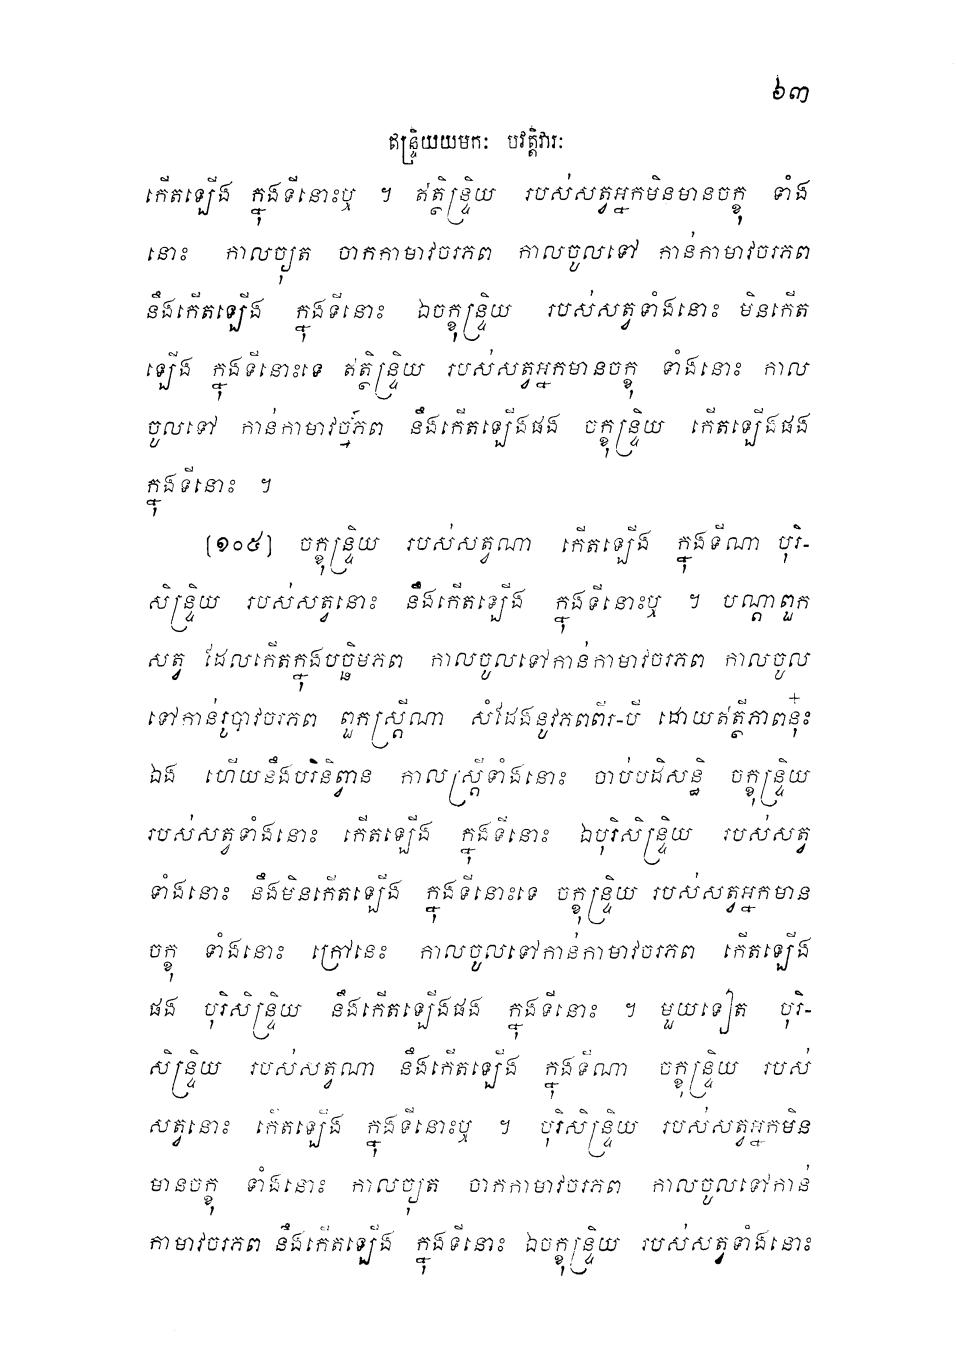 ៦៣
ឥន្ទ្រិយយមកៈ បវត្តិវារៈ
កើតឡើង ក្នុងទីនោះឬ ។ ឥត្ថិន្ទ្រិយ របស់សត្វអ្នកមិនមានចក្ខុ ទាំង
នោះ កាលច្យុត ចាកកាមាវចរភព កាលចូលទៅ កាន់កាមាវចរភព
នឹងកើតឡើង ក្នុងទីនោះ ឯចក្ខុន្ទ្រិយ របស់សត្វទាំងនោះ មិនកើត
ឡើង ក្នុងទីនោះទេ ឥត្ថិន្ទ្រិយ របស់សត្វអ្នកមានចក្ខុ ទាំងនោះ កាល
ចូលទៅ នឹងកើតឡើងផង ចក្ខុន្ទ្រិយ កើតឡើងផង
ក្នុងទីនោះ ។
[១០៥] ចក្ខុន្ទ្រិយ របស់សត្វណា កើតឡើង ក្នុងទីណា បុរិ-
សិន្ទ្រិយ របស់សត្វនោះ នឹងកើតឡើង ក្នុងទីនោះឬ ។ បណ្តាពួក
សត្វ ដែលកើតក្នុងបច្ឆិមភព កាលចូលទៅកាន់កាមាវចរភព កាលចូល
ទៅកាន់រូបាវចរភព ពួកស្ត្រីណា សំដែងនូវភពពីរ-បី ដោយឥត្ថីភាពនុ៎ះ
ឯង ហើយនឹងបរិនិព្វាន កាលស្ត្រីទាំងនោះ ចាប់បដិសន្ធិ ចក្ខុន្ទ្រិយ
របស់សត្វទាំងនោះ កើតឡើង ក្នុងទីនោះ ឯបុរិសិន្ទ្រិយ របស់សត្វ
ទាំងនោះ នឹងមិនកើតឡើង ក្នុងទីនោះទេ ចក្ខុន្ទ្រិយ របស់សត្វអ្នកមាន
ចក្ខុ ទាំងនោះ ក្រៅនេះ កាលចូលទៅកាន់កាមាវចរភព កើតឡើង
ផង បុរិសិន្ទ្រិយ នឹងកើតឡើងផង ក្នុងទីនោះ ។ មួយទៀត បុរិ-
សិន្ទ្រិយ របស់សត្វណា នឹងកើតឡើង ក្នុងទីណា ចក្ខុន្ទ្រិយ របស់
សត្វនោះ កើតឡើង ក្នុងទីនោះឬ ។ បុរិសិន្ទ្រិយ របស់សត្វអ្នកមិន
មានចក្ខុ ទាំងនោះ កាលច្យុត ចាកកាមាវចរភព កាលចូលទៅកាន់
កាមាវចរភព នឹងកើតឡើង ក្នុងទីនោះ ឯចក្ខុន្ទ្រិយ របស់សត្វទាំងនោះ